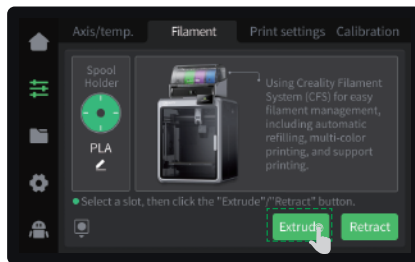 Axis/temp. Filament Print settings Calibration
Spool
Holder
PLA
Using Creality Filament
System (CFS) for easy
filament management,
including automatic
refilling, multi-color
printing, and support
printing.
Select a slot, then click the "Extrude"/"Retract" button.
Extrude Retract